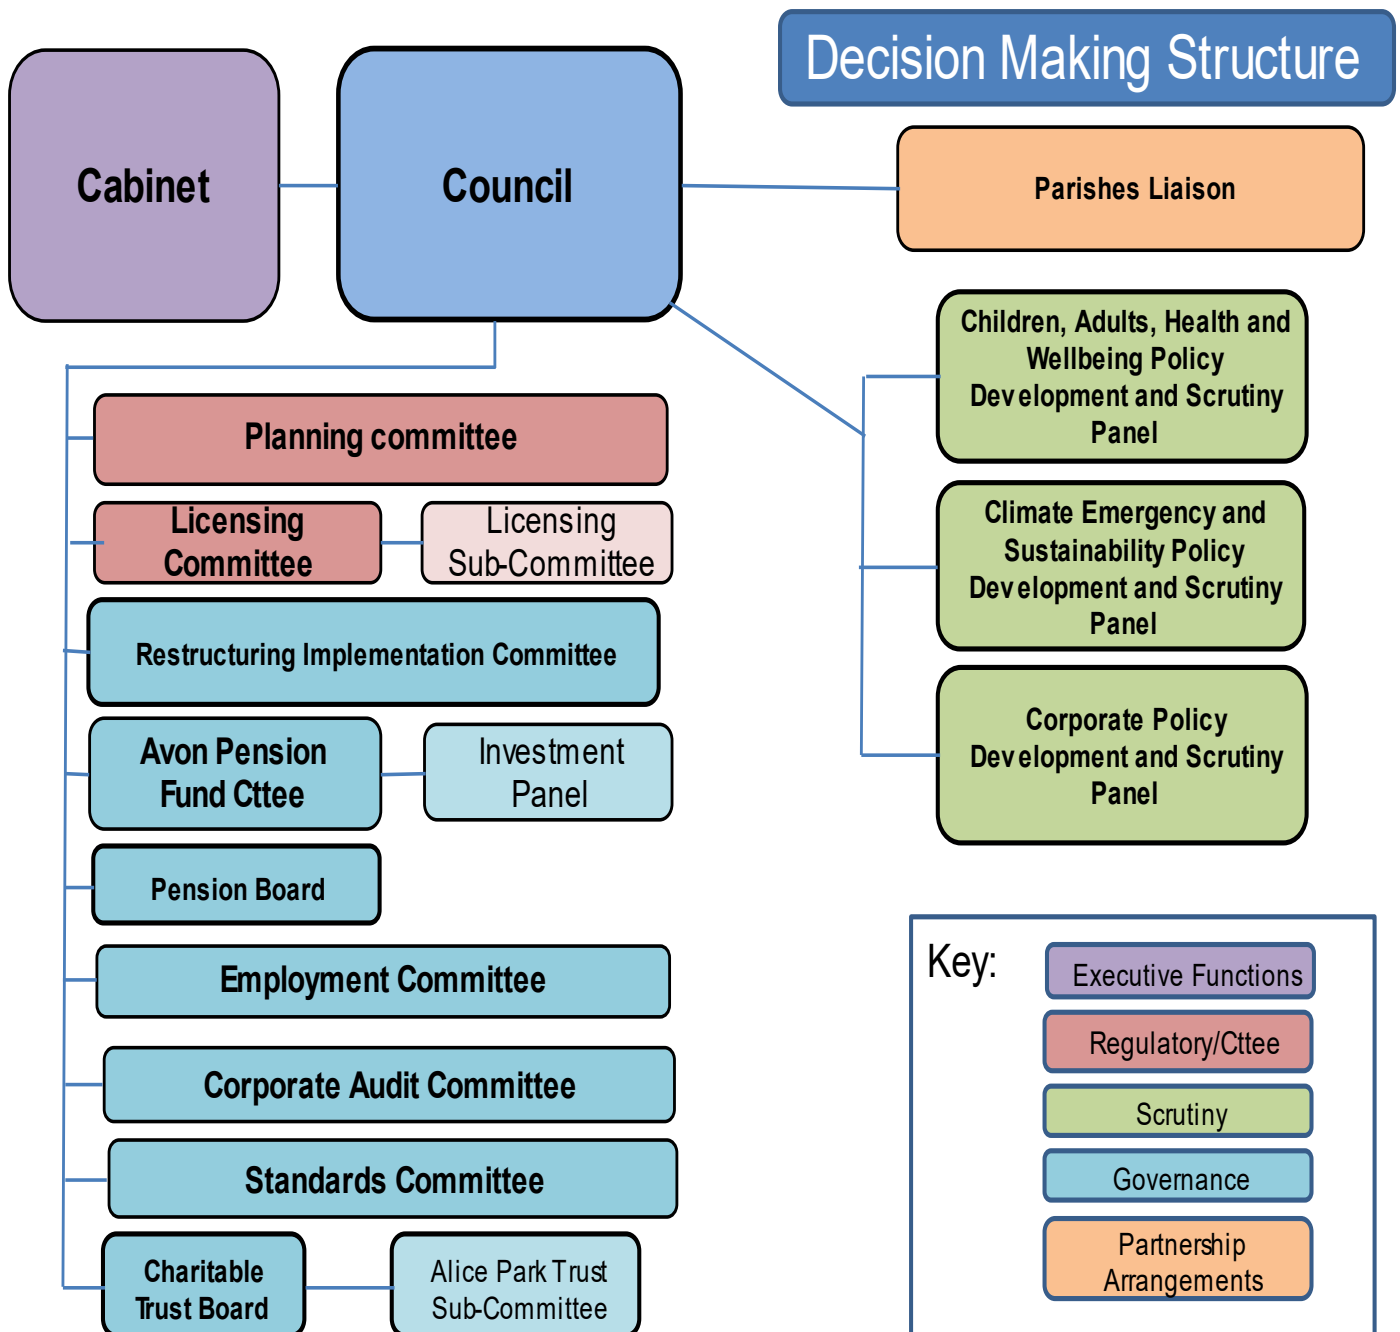 Decision Making Structure
Cabinet
Council
Parishes Liaison
Children, Adults, Health and
Wellbeing Policy
Development and Scrutiny
Panel
Climate Emergency and
Sustainability Policy
Development and Scrutiny
Panel
Corporate Policy
Development and Scrutiny
Panel
Planning committee
Licensing
Committee
Licensing
Sub-Committee
Restructuring Implementation Committee
Avon Pension
Fund Cttee
Investment
Panel
Pension Board
Employment Committee
Corporate Audit Committee
Standards Committee
Charitable
Trust Board
Alice Park Trust
Sub-Committee
Key:
Executive Functions
Regulatory/Cttee
Scrutiny
Governance
Partnership
Arrangements